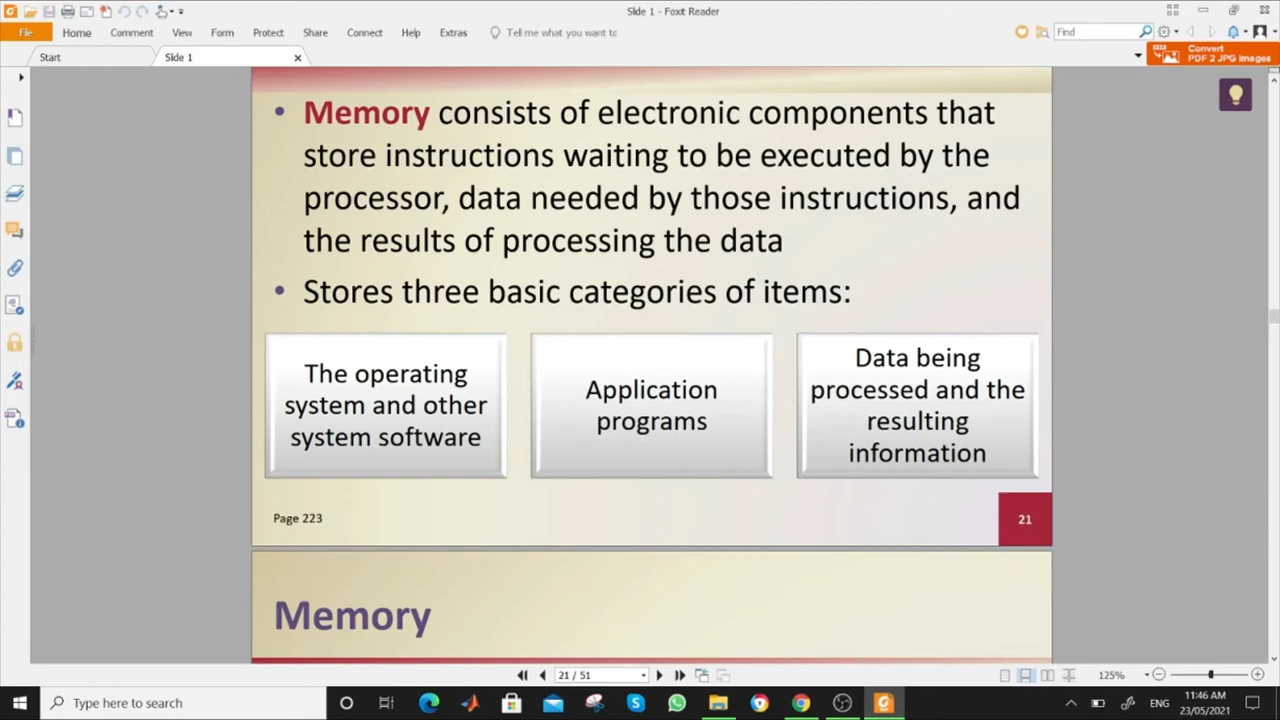 Slide 1 - Foxit Reader
File Home Comment View Form Protect Share Connect Help Extras Tell me what you want to Find
Start Slide 1 Convert
PDF 2 JPG Images
• Memory consists of electronic components that
store instructions waiting to be executed by the
processor, data needed by those instructions, and
the results of processing the data
• Stores three basic categories of items:
The operating
system and other
system software
Application
programs
Data being
processed and the
resulting
information
Page 223
21
Memory
21 / 51 125%
Type here to search
ENG
11:46 AM
23/05/2021